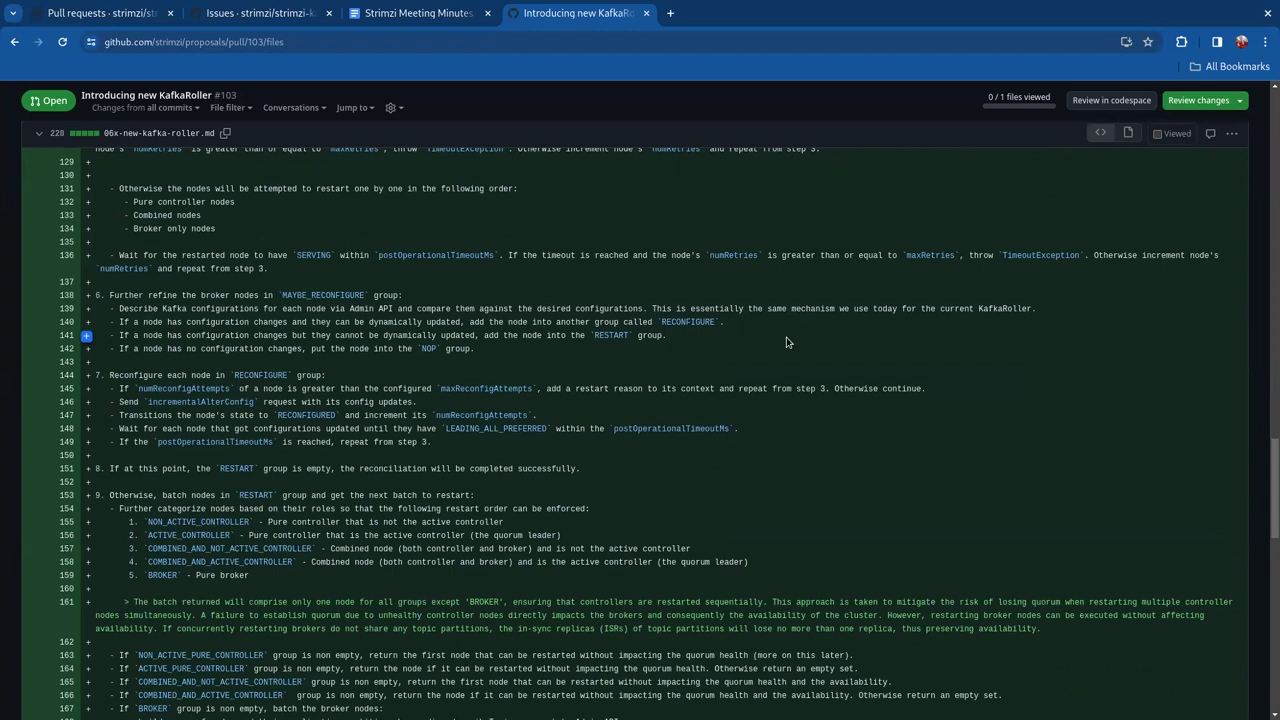 Pull requests · strimzi/str
Issues · strimzi/strimzi-k
Strimzi Meeting Minutes
Introducing new KafkaRo
github.com/strimzi/proposals/pull/103/files
All Bookmarks
Open
Introducing new KafkaRoller #103
Changes from all commits
File filter
Conversations
Jump to
0 / 1 files viewed
Review in codespace
Review changes
228
06x-new-kafka-roller.md
Viewed
node's `numRetries` is greater than or equal to `maxRetries`, throw `TimeoutException`. Otherwise increment node's `numRetries` and repeat from step 3.
129 +
130 +
131 + - Otherwise the nodes will be attempted to restart one by one in the following order:
132 + - Pure controller nodes
133 + - Combined nodes
134 + - Broker only nodes
135 +
136 + - Wait for the restarted node to have `SERVING` within `postOperationalTimeoutMs`. If the timeout is reached and the node's `numRetries` is greater than or equal to `maxRetries`, throw `TimeoutException`. Otherwise increment node's
`numRetries` and repeat from step 3.
137 +
138 + 6. Further refine the broker nodes in `MAYBE_RECONFIGURE` group:
139 + - Describe Kafka configurations for each node via Admin API and compare them against the desired configurations. This is essentially the same mechanism we use today for the current KafkaRoller.
140 + - If a node has configuration changes and they can be dynamically updated, add the node into another group called `RECONFIGURE`.
141 + - If a node has configuration changes but they cannot be dynamically updated, add the node into the `RESTART` group.
142 + - If a node has no configuration changes, put the node into the `NOP` group.
143 +
144 + 7. Reconfigure each node in `RECONFIGURE` group:
145 + - If `numReconfigAttempts` of a node is greater than the configured `maxReconfigAttempts`, add a restart reason to its context and repeat from step 3. Otherwise continue.
146 + - Send `incrementalAlterConfig` request with its config updates.
147 + - Transitions the node's state to `RECONFIGURED` and increment its `numReconfigAttempts`.
148 + - Wait for each node that got configurations updated until they have `LEADING_ALL_PREFERRED` within the `postOperationalTimeoutMs`.
149 + - If the `postOperationalTimeoutMs` is reached, repeat from step 3.
150 +
151 + 8. If at this point, the `RESTART` group is empty, the reconciliation will be completed successfully.
152 +
153 + 9. Otherwise, batch nodes in `RESTART` group and get the next batch to restart:
154 + - Further categorize nodes based on their roles so that the following restart order can be enforced:
155 + 1. `NON_ACTIVE_CONTROLLER` - Pure controller that is not the active controller
156 + 2. `ACTIVE_CONTROLLER` - Pure controller that is the active controller (the quorum leader)
157 + 3. `COMBINED_AND_NOT_ACTIVE_CONTROLLER` - Combined node (both controller and broker) and is not the active controller
158 + 4. `COMBINED_AND_ACTIVE_CONTROLLER` - Combined node (both controller and broker) and is the active controller (the quorum leader)
159 + 5. `BROKER` - Pure broker
160 +
161 + > The batch returned will comprise only one node for all groups except 'BROKER', ensuring that controllers are restarted sequentially. This approach is taken to mitigate the risk of losing quorum when restarting multiple controller
nodes simultaneously. A failure to establish quorum due to unhealthy controller nodes directly impacts the brokers and consequently the availability of the cluster. However, restarting broker nodes can be executed without affecting
availability. If concurrently restarting brokers do not share any topic partitions, the in-sync replicas (ISRs) of topic partitions will lose no more than one replica, thus preserving availability.
162 +
163 + - If `NON_ACTIVE_PURE_CONTROLLER` group is non empty, return the first node that can be restarted without impacting the quorum health (more on this later).
164 + - If `ACTIVE_PURE_CONTROLLER` group is non empty, return the node if it can be restarted without impacting the quorum health. Otherwise return an empty set.
165 + - If `COMBINED_AND_NOT_ACTIVE_CONTROLLER` group is non empty, return the first node that can be restarted without impacting the quorum health and the availability.
166 + - If `COMBINED_AND_ACTIVE_CONTROLLER` group is non empty, return the node if it can be restarted without impacting the quorum health and the availability. Otherwise return an empty set.
167 + - If `BROKER` group is non empty, batch the broker nodes: